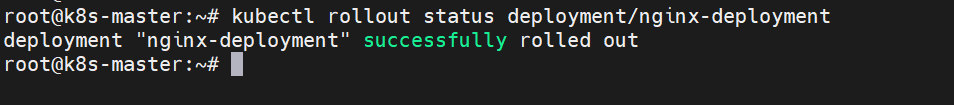 root@k8s-master:~# kubectl rollout status deployment/nginx-deployment
deployment "nginx-deployment" successfully rolled out
root@k8s-master:~#